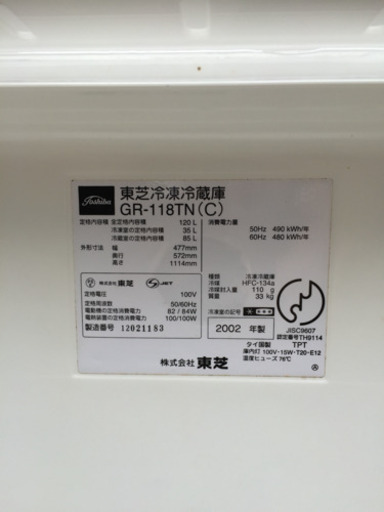 Toshiba
東芝冷凍冷蔵庫
GR-118TN(C)
定格内容積 全定格内容積 120 L
冷凍室の定格内容積 35 L
冷蔵室の定格内容積 85 L
外形寸法 幅 477mm
奥行 572mm
高さ 1114mm
消費電力量
50Hz 490 kWh/年
60Hz 480 kWh/年
株式会社 東芝 JET
定格電圧 100V
定格周波数 50/60Hz
電動機の定格消費電力 82/84W
電熱装置の定格消費電力 100/100W
製造番号 12021183
種類 冷凍冷蔵庫
冷媒 HFC-134a
冷媒封入量 110 g
質量 33 kg
冷凍室の記号
2002 年製
JISC9607
認定番号TH9114
タイ国製 TPT
庫内灯 100V·15W·T20·E12
温度ヒューズ 76℃
株式会社 東芝
Ⓐ